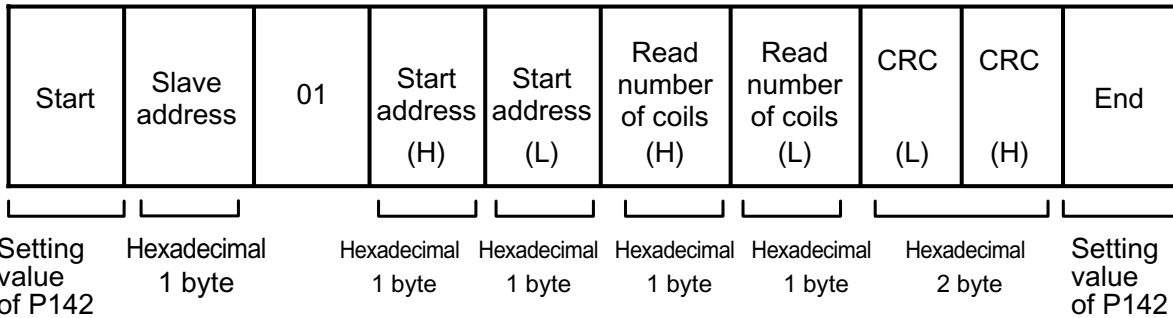 Start
Slave
address
01
Start
address
(H)
Start
address
(L)
Read
number
of coils
(H)
Read
number
of coils
(L)
CRC
(L)
CRC
(H)
End
Setting
value
of P142
Hexadecimal
1 byte
Hexadecimal
1 byte
Hexadecimal
1 byte
Hexadecimal
1 byte
Hexadecimal
1 byte
Hexadecimal
2 byte
Setting
value
of P142